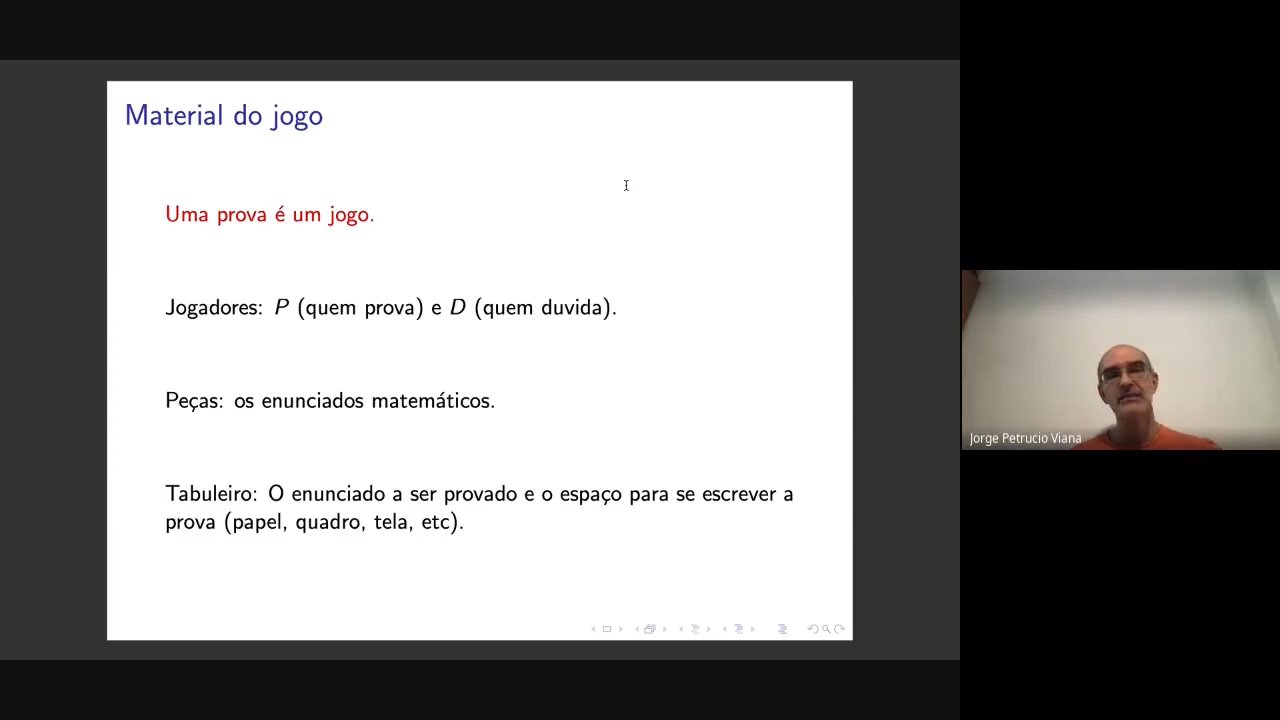 Material do jogo
Uma prova é um jogo.
Jogadores: P (quem prova) e D (quem duvida).
Peças: os enunciados matemáticos.
Tabuleiro: O enunciado a ser provado e o espaço para se escrever a
prova (papel, quadro, tela, etc).
Jorge Petrucio Viana